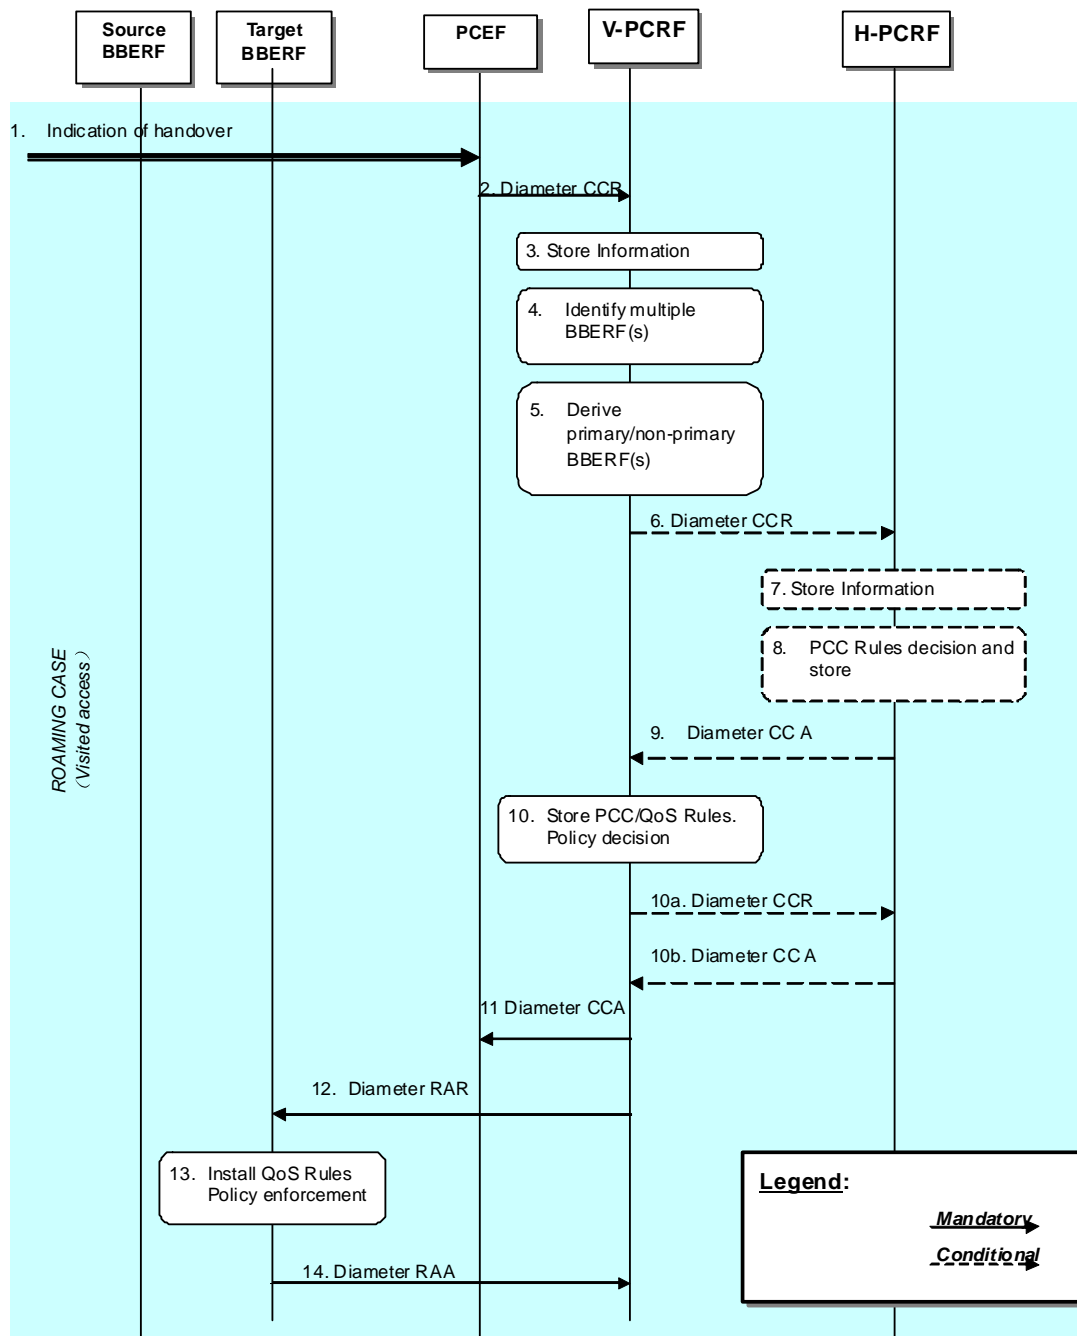 Source
BBERF
Target
BBERF
PCEF
V-PCRF
H-PCRF
1. Indication of handover
2. Diameter CCR
3. Store Information
4. Identify multiple
BBERF(s)
5. Derive
primary/non-primary
BBERF(s)
6. Diameter CCR
7. Store Information
8. PCC Rules decision and
store
9. Diameter CCA
ROAMING CASE
(Visited access)
10. Store PCC/QoS Rules.
Policy decision
10a. Diameter CCR
10b. Diameter CCA
11 Diameter CCA
12. Diameter RAR
13. Install QoS Rules
Policy enforcement
14. Diameter RAA
Legend:
Mandatory
Conditional